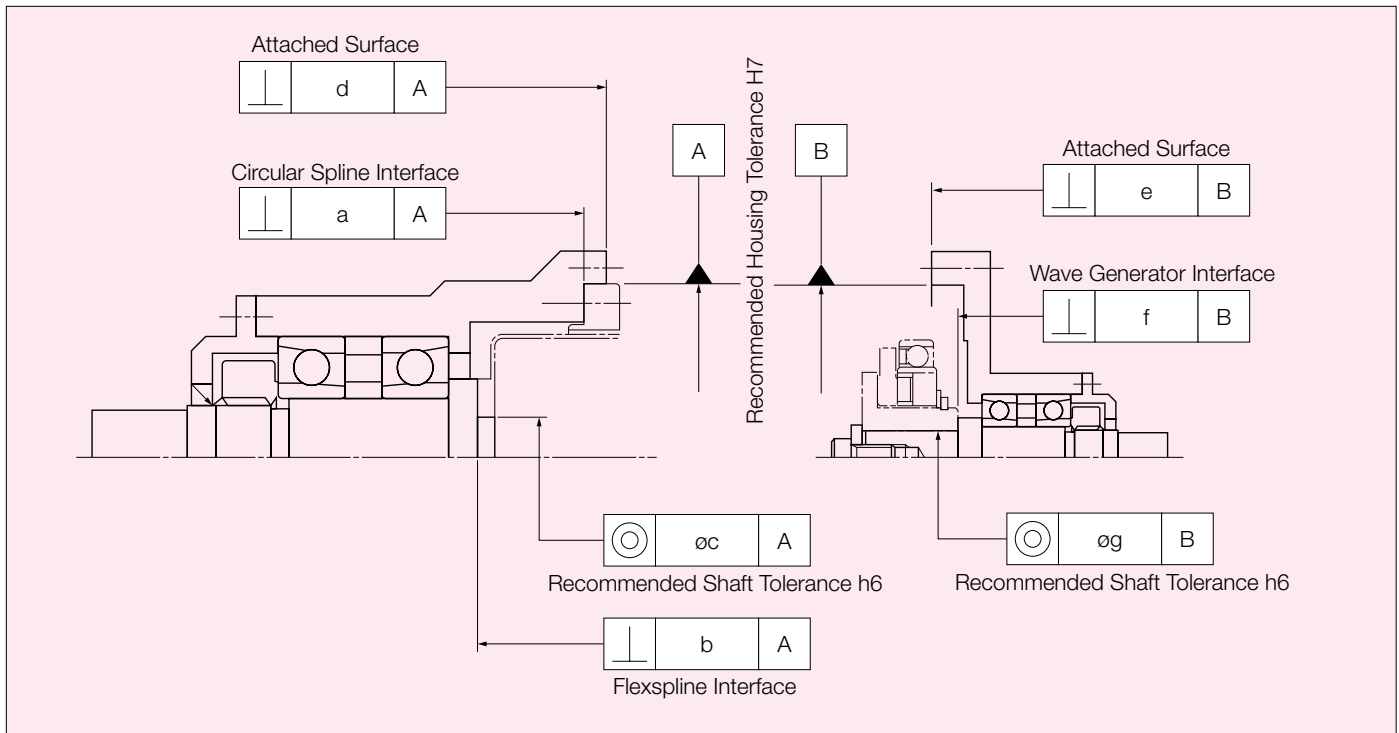 Attached Surface
⊥ d A
Circular Spline Interface
⊥ a A
A
Recommended Housing Tolerance H7
B
Attached Surface
⊥ e B
Wave Generator Interface
⊥ f B
◎ øc A
Recommended Shaft Tolerance h6
◎ øg B
Recommended Shaft Tolerance h6
⊥ b A
Flexspline Interface